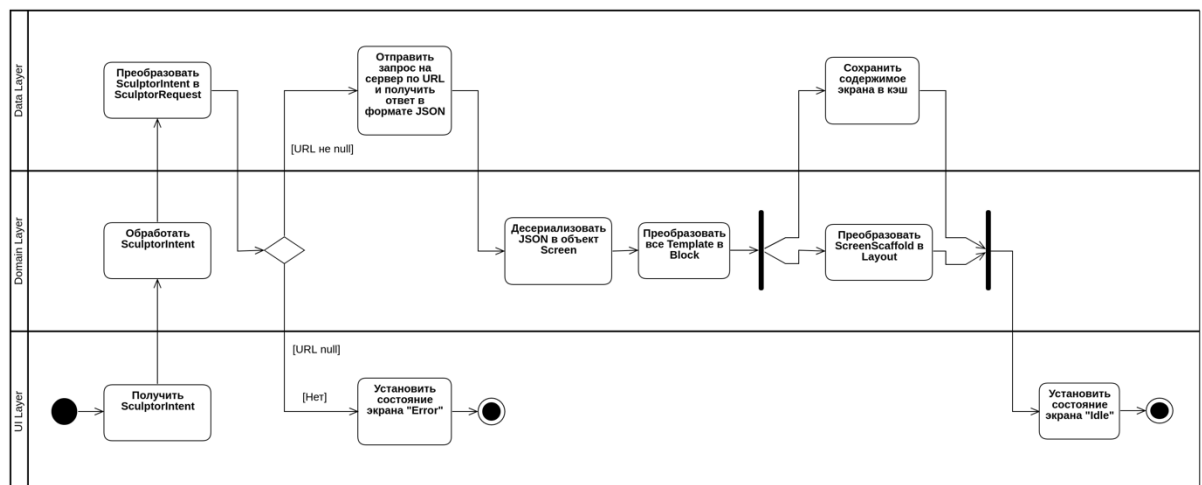 Data Layer
Преобразовать
SculptorIntent в
SculptorRequest
Отправить
запрос на
сервер по URL
и получить
ответ в
формате JSON
[URL не null]
Сохранить
содержимое
экрана в кэш
Domain Layer
Обработать
SculptorIntent
Десериализовать
JSON в объект
Screen
Преобразовать
все Template в
Block
Преобразовать
ScreenScaffold в
Layout
UI Layer
Получить
SculptorIntent
[URL null]
[Нет]
Установить
состояние
экрана "Error"
Установить
состояние
экрана "Idle"